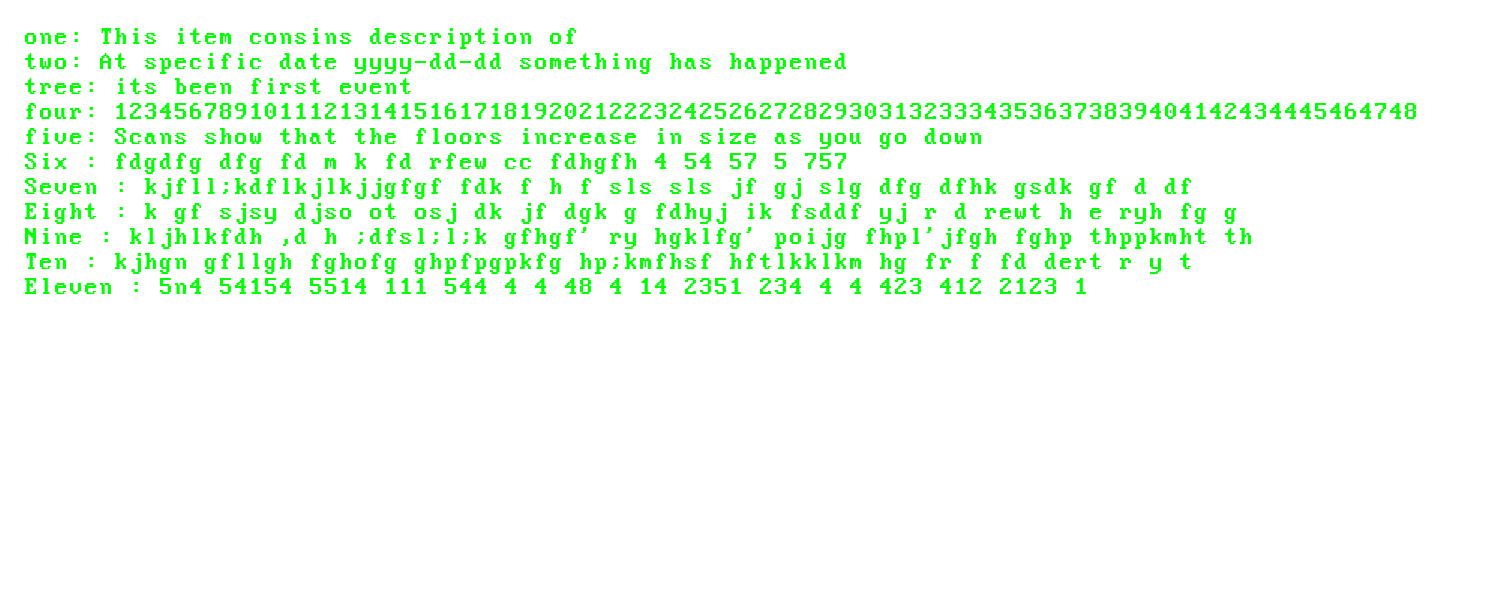 one: This item consins description of
two: At specific date yyyy-dd-dd something has happened
tree: its been first event
four: 123456789101112131415161718192021222324252627282930313233343536373839404142434445464748
five: Scans show that the floors increase in size as you go down
Six : fdgdfg dfg fd m k fd rfew cc fdhgfh 4 54 57 5 757
Seven : kjfll;kdflkjlkjjgfgf fdk f h f sls sls jf gj slg dfg dfhk gsdk gf d df
Eight : k gf sjsy djso ot osj dk jf dgk g fdhyj ik fsddf yj r d rewt h e ryh fg g
Nine : kljhlkfdh ,d h ;dfsl;l;k gfhgf' ry hgklfg' poijg fhpl'jfgh fghp thppkmht th
Ten : kjhgn gfllgh fghofg ghpfpgpkfg hp;kmfhsf hftlkklkm hg fr f fd dert r y t
Eleven : 5n4 54154 5514 111 544 4 4 48 4 14 2351 234 4 4 423 412 2123 1